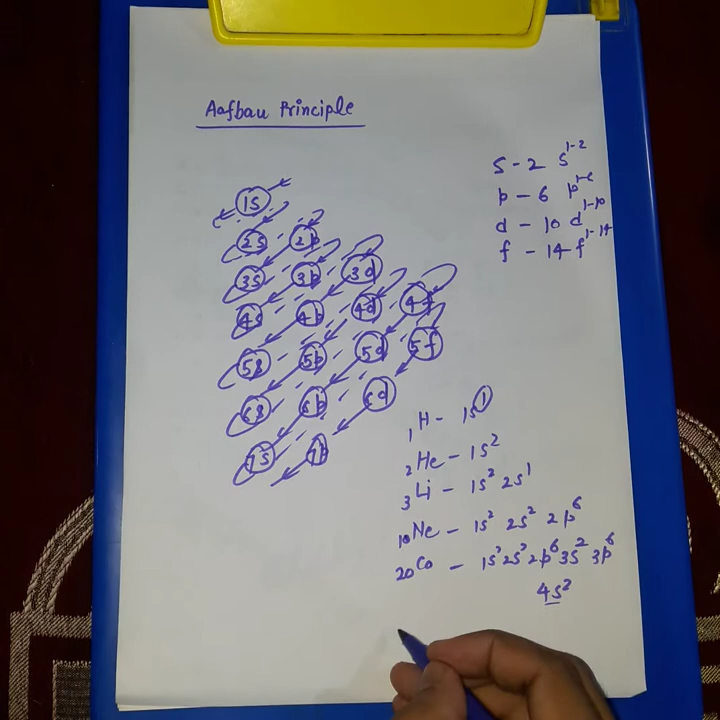 Aafbau Principle
s - 2 s¹⁻²
p - 6 p¹⁻⁶
d - 10 d¹⁻¹⁰
f - 14 f¹⁻¹⁴
1s
2s 2p
3s 3p 3d
4s 4p 4d 4f
5s 5p 5d 5f
6s 6p 6d
7s 7p
₁H - 1s¹
₂He - 1s²
₃Li - 1s² 2s¹
₁₀Ne - 1s² 2s² 2p⁶
₂₀Ca - 1s² 2s² 2p⁶ 3s² 3p⁶
4s²